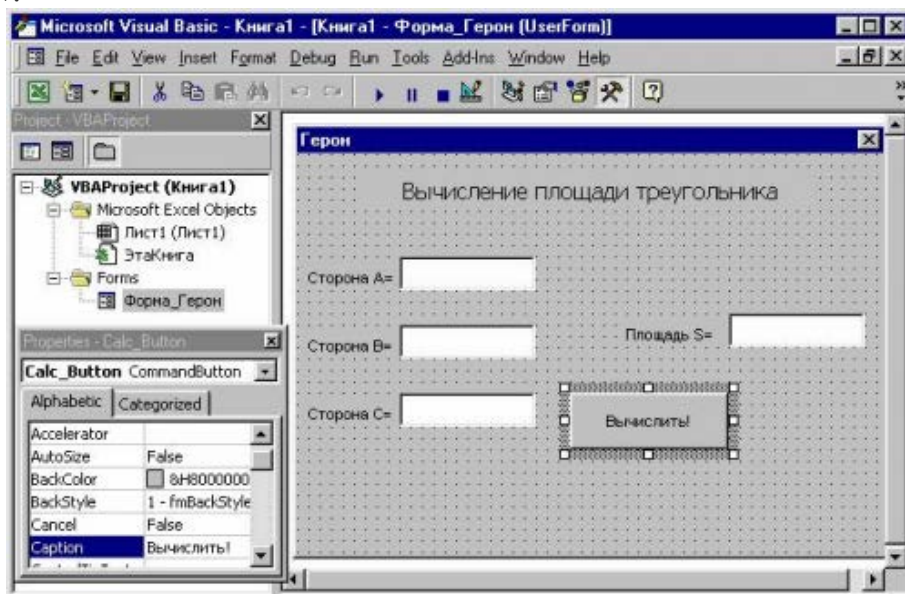 Microsoft Visual Basic - Книга1 - [Книга1 - Форма_Герон (UserForm)]
File Edit View Insert Format Debug Run Tools Add-Ins Window Help
Project - VBAProject
VBAProject (Книга1)
Microsoft Excel Objects
Лист1 (Лист1)
ЭтаКнига
Forms
Форма_Герон
Properties - Calc_Button
Calc_Button CommandButton
Alphabetic Categorized
Accelerator
AutoSize False
BackColor &H8000000
BackStyle 1 - fmBackStyle
Cancel False
Caption Вычислить!
Герон
Вычисление площади треугольника
Сторона A=
Сторона B=
Площадь S=
Сторона C=
Вычислить!